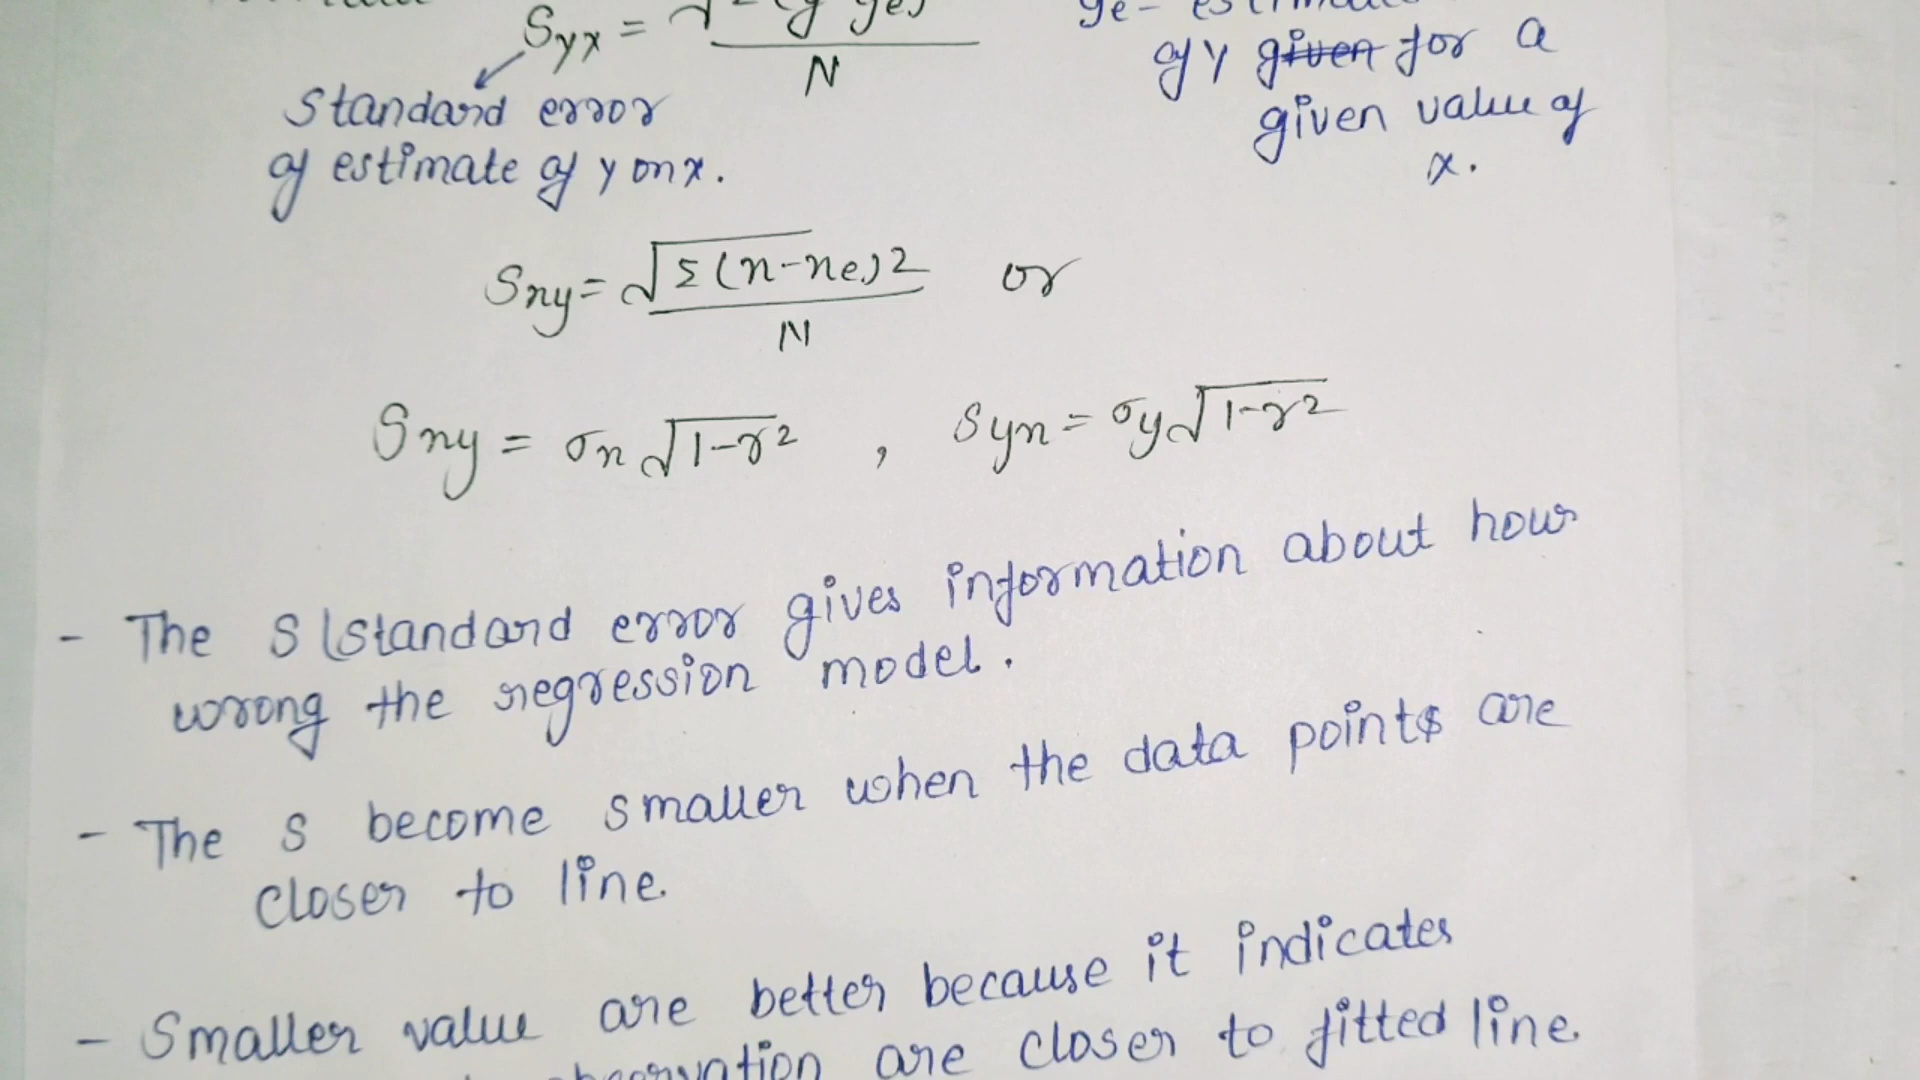 Syx = √Σ(y-ye)
N
of y given for a
Standard error
of estimate of y on x.
given value of
x.
Sxy = √Σ(x-xe)2 or
N
Sxy = σx √1-r2 , Syx = σy √1-r2
- The S (standard error gives information about how
wrong the regression model.
- The S become smaller when the data points are
closer to line.
- Smaller value are better because it indicates
are closer to fitted line.